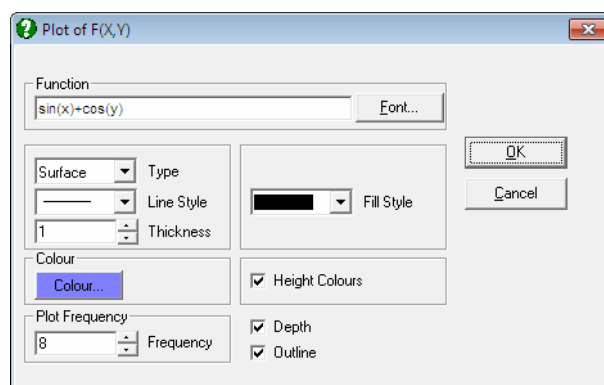 Plot of F(X,Y)
Function
sin(x)+cos(y)
Font...
OK
Cancel
Surface
Type
Line Style
1
Thickness
Fill Style
Colour
Colour...
Height Colours
Plot Frequency
8
Frequency
Depth
Outline